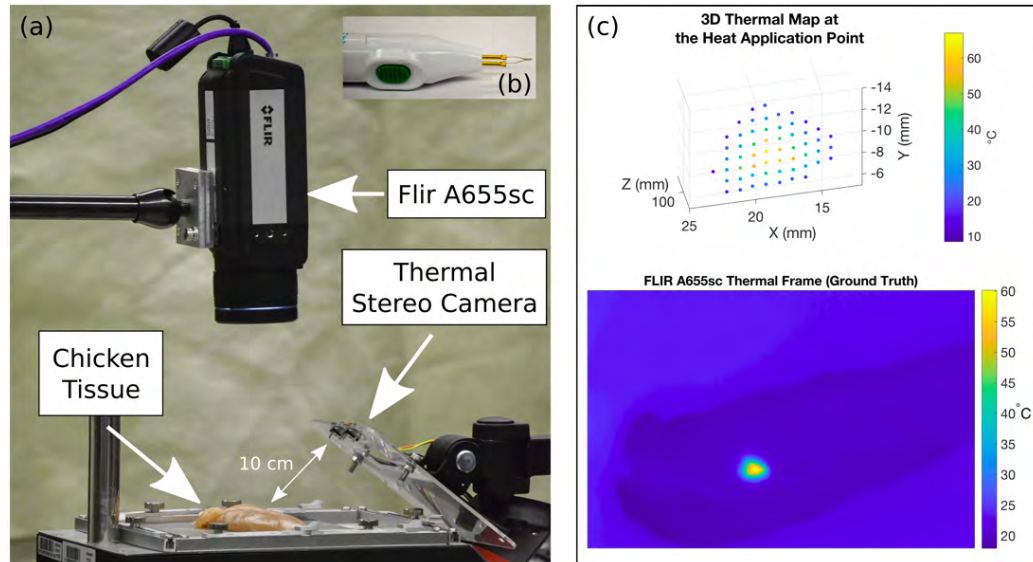 (a)
FLIR
(b)
Flir A655sc
Thermal
Stereo Camera
Chicken
Tissue
10 cm
(c)
3D Thermal Map at
the Heat Application Point
-14
-12
-10
-8
-6
Y (mm)
Z (mm)
100
25
20
15
X (mm)
60
50
40
30
20
10
°C
FLIR A655sc Thermal Frame (Ground Truth)
60
55
50
45
40
35
30
25
20
°C